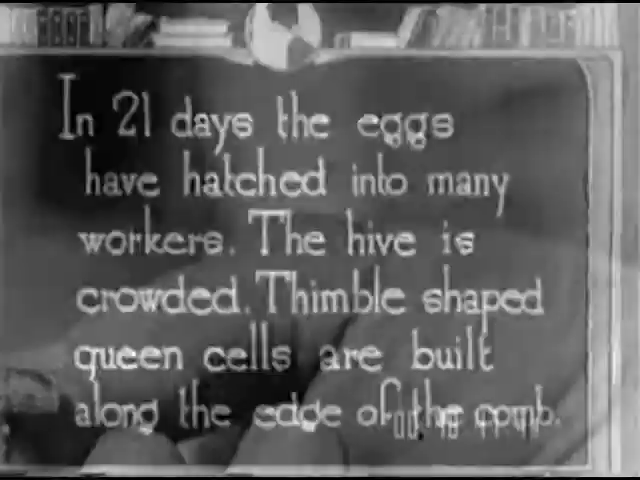 In 21 days the eggs
have hatched into many
workers. The hive is
crowded. Thimble shaped
queen cells are built
along the edge of the comb.